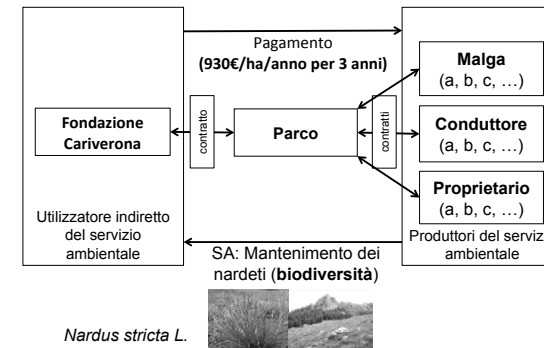 Pagamento
(930€/ha/anno per 3 anni)
Malga
(a, b, c, …)
Fondazione
Cariverona
contratto
Parco
contratti
Conduttore
(a, b, c, …)
Proprietario
(a, b, c, …)
Utilizzatore indiretto
del servizio
ambientale
Produttori del serviz
ambientale
SA: Mantenimento dei
nardeti (biodiversità)
Nardus stricta L.